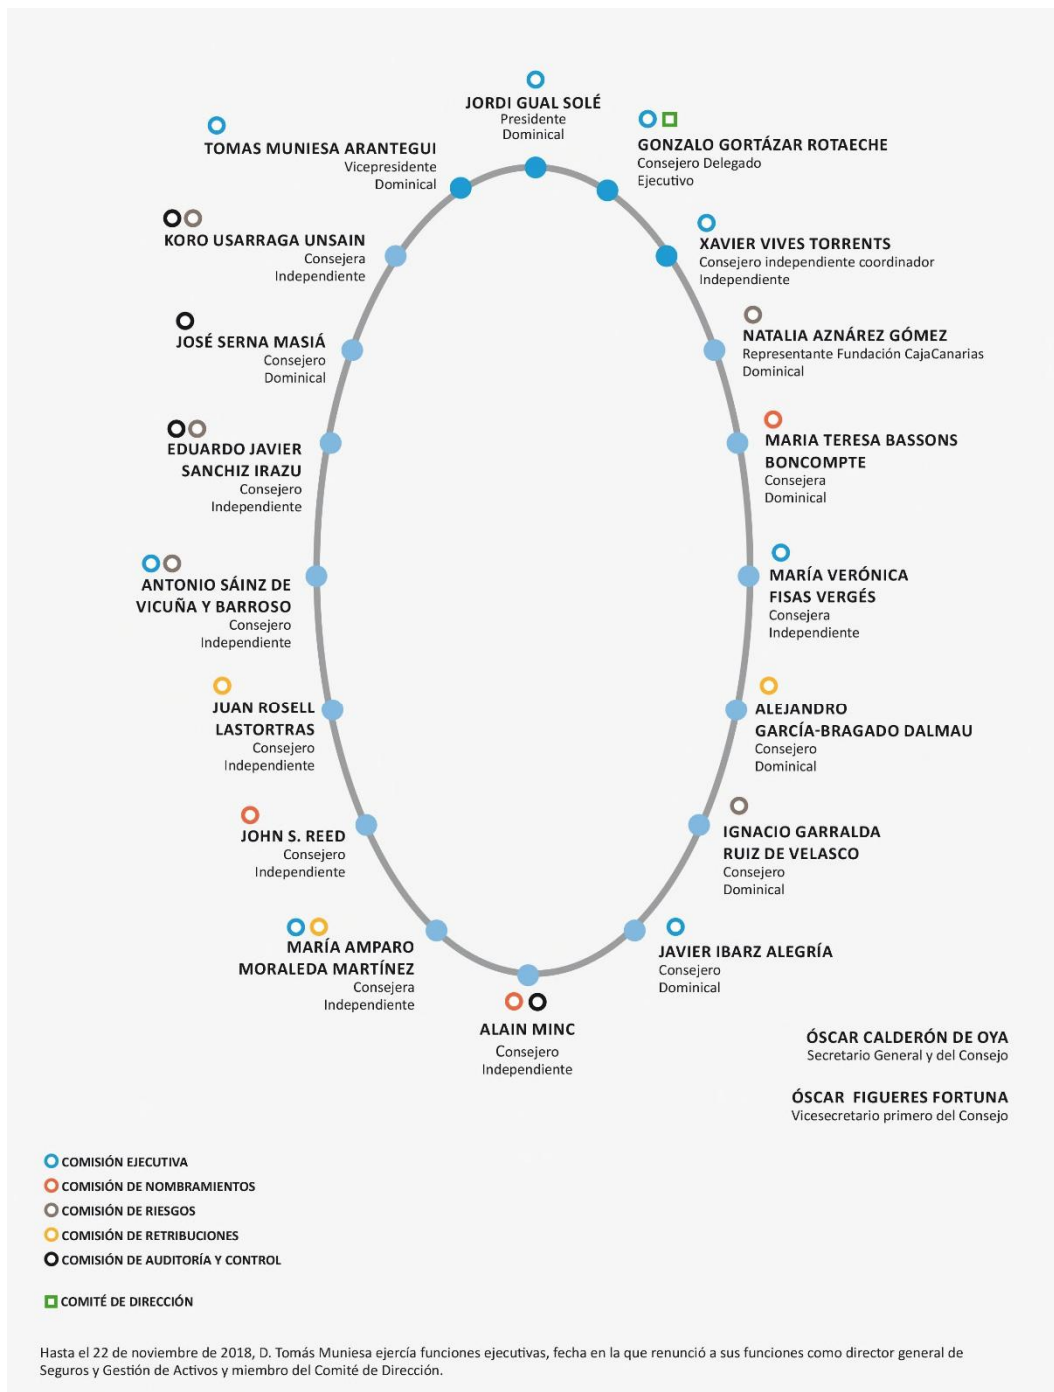 JORDI GUAL SOLÉ
Presidente
Dominical
GONZALO GORTÁZAR ROTAECHE
Consejero Delegado
Ejecutivo
XAVIER VIVES TORRENTS
Consejero independiente coordinador
Independiente
NATALIA AZNÁREZ GÓMEZ
Representante Fundación CajaCanarias
Dominical
MARIA TERESA BASSONS
BONCOMPTE
Consejera
Dominical
MARÍA VERÓNICA
FISAS VERGÉS
Consejera
Independiente
ALEJANDRO
GARCÍA-BRAGADO DALMAU
Consejero
Dominical
IGNACIO GARRALDA
RUIZ DE VELASCO
Consejero
Dominical
JAVIER IBARZ ALEGRÍA
Consejero
Dominical
ALAIN MINC
Consejero
Independiente
MARÍA AMPARO
MORALEDA MARTÍNEZ
Consejera
Independiente
JOHN S. REED
Consejero
Independiente
JUAN ROSELL
LASTORTRAS
Consejero
Independiente
ANTONIO SÁINZ DE
VICUÑA Y BARROSO
Consejero
Independiente
EDUARDO JAVIER
SANCHIZ IRAZU
Consejero
Independiente
JOSÉ SERNA MASIÁ
Consejero
Dominical
KORO USARRAGA UNSAIN
Consejera
Independiente
TOMAS MUNIESA ARANTEGUI
Vicepresidente
Dominical
ÓSCAR CALDERÓN DE OYA
Secretario General y del Consejo
ÓSCAR FIGUERES FORTUNA
Vicesecretario primero del Consejo
COMISIÓN EJECUTIVA
COMISIÓN DE NOMBRAMIENTOS
COMISIÓN DE RIESGOS
COMISIÓN DE RETRIBUCIONES
COMISIÓN DE AUDITORÍA Y CONTROL
COMITÉ DE DIRECCIÓN
Hasta el 22 de noviembre de 2018, D. Tomás Muniesa ejercía funciones ejecutivas, fecha en la que renunció a sus funciones como director general de
Seguros y Gestión de Activos y miembro del Comité de Dirección.